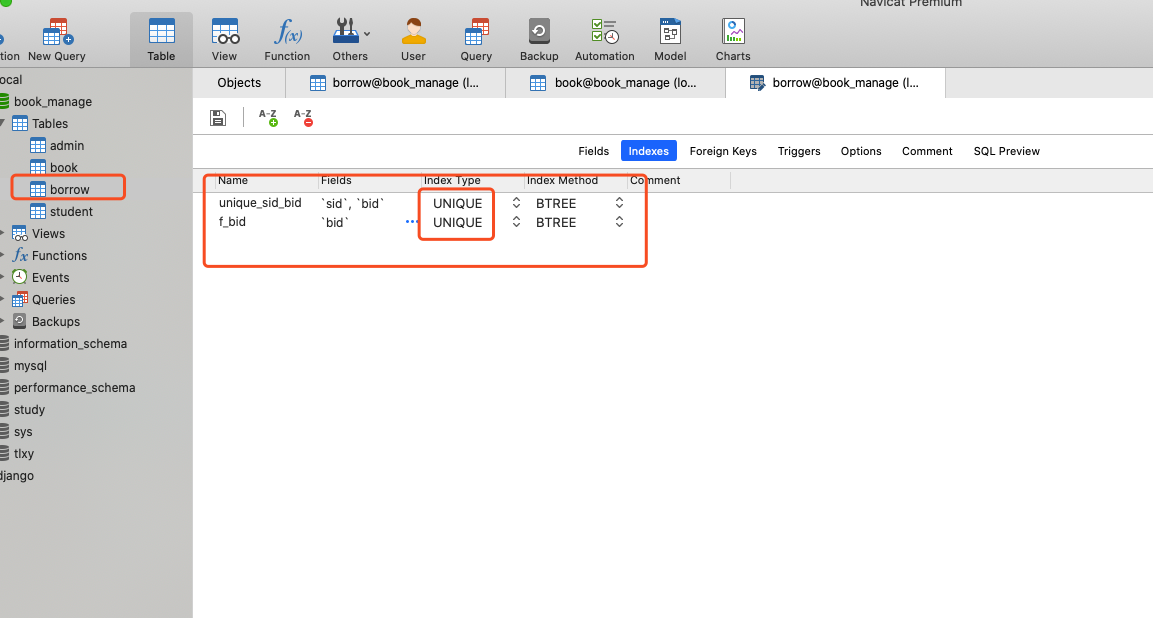 Navicat Premium
tion New Query Table View Function Others User Query Backup Automation Model Charts
ocal
book_manage
Tables
admin
book
borrow
student
Views
Functions
Events
Queries
Backups
information_schema
mysql
performance_schema
study
sys
tlxy
django
Objects borrow@book_manage (l... book@book_manage (lo... borrow@book_manage (l...
A-Z A-Z
Fields Indexes Foreign Keys Triggers Options Comment SQL Preview
Name Fields Index Type Index Method Comment
unique_sid_bid `sid`, `bid` UNIQUE BTREE
f_bid `bid` ... UNIQUE BTREE